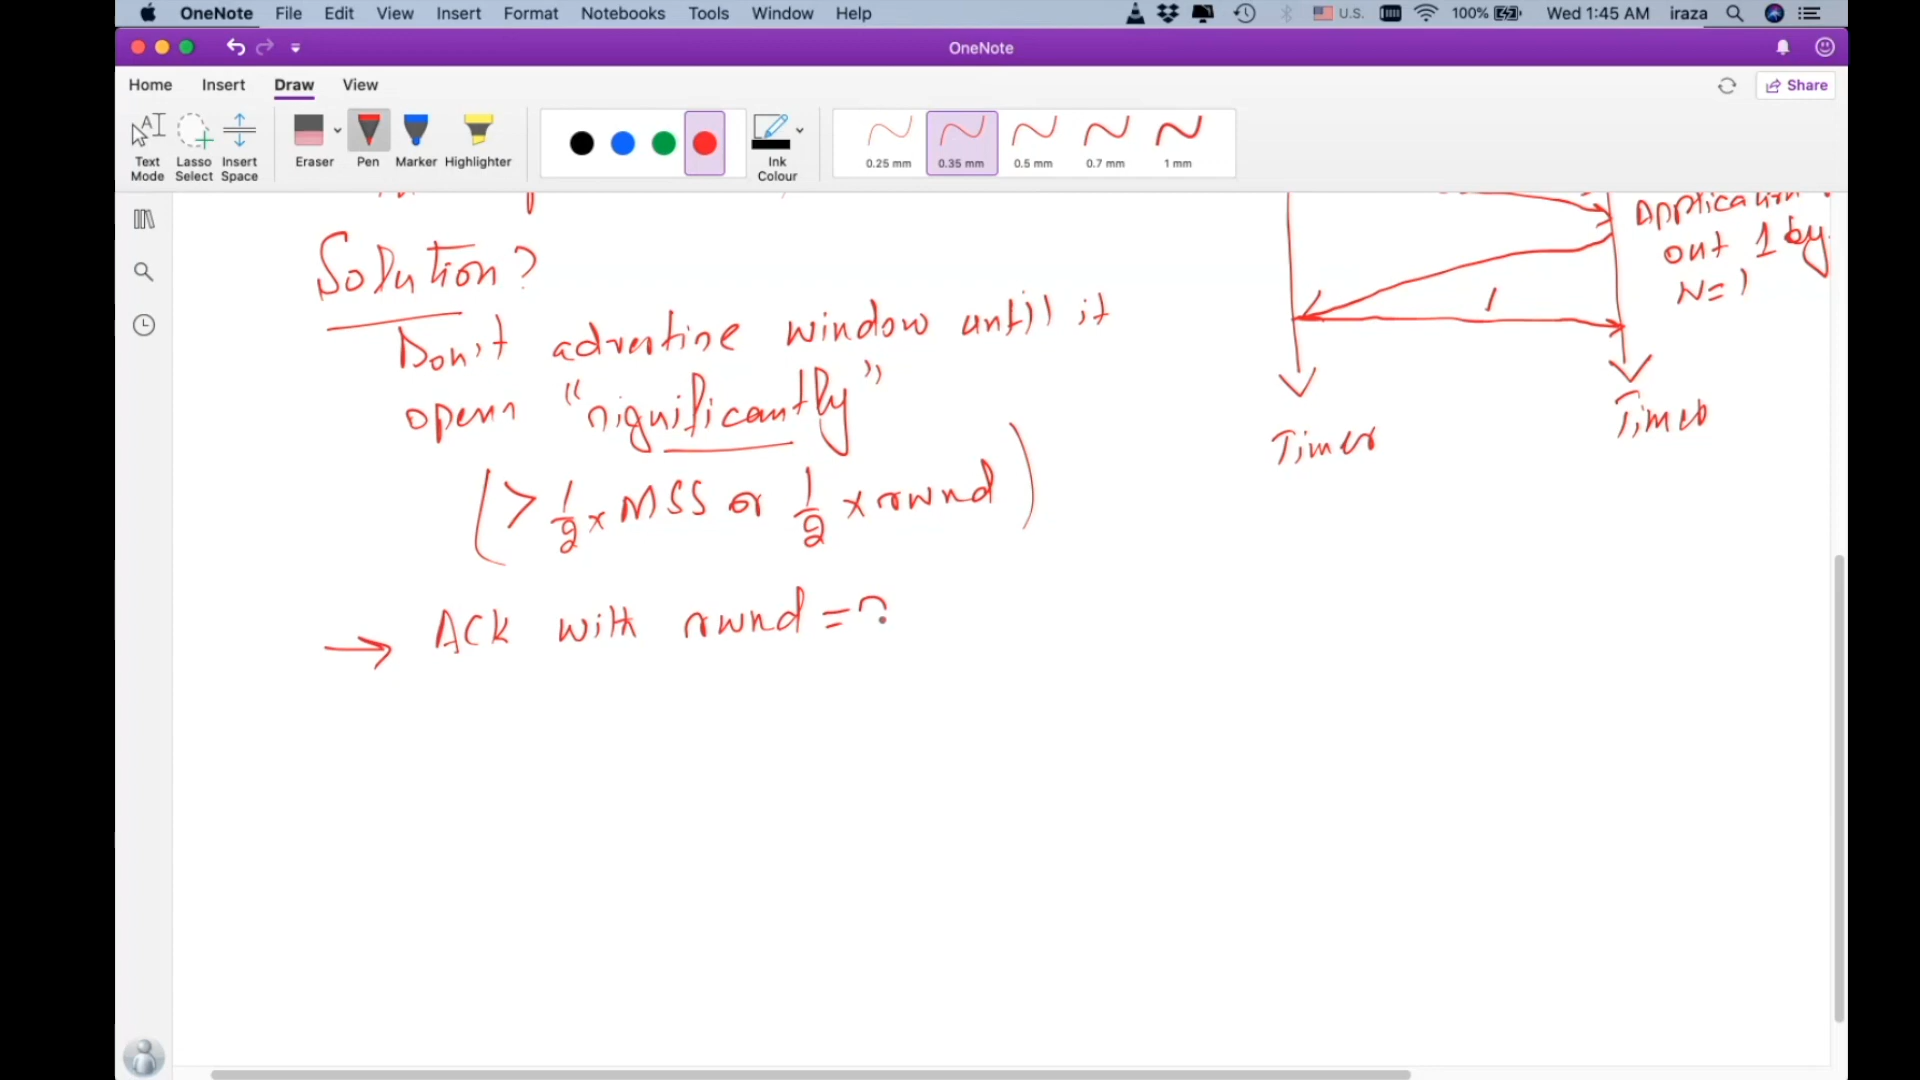 OneNote File Edit View Insert Format Notebooks Tools Window Help U.S. 100% Wed 1:45 AM iraza
OneNote
Home Insert Draw View Share
Text Mode Lasso Select Insert Space Eraser Pen Marker Highlighter Ink Colour 0.25 mm 0.35 mm 0.5 mm 0.7 mm 1 mm
Application
out 1 by
N=1
Solution?
Don't advertise window until it
opens "significantly"
(> 1/2 x MSS or 1/2 x rwnd)
1
Timer
Timer
→ ACK with rwnd = ?